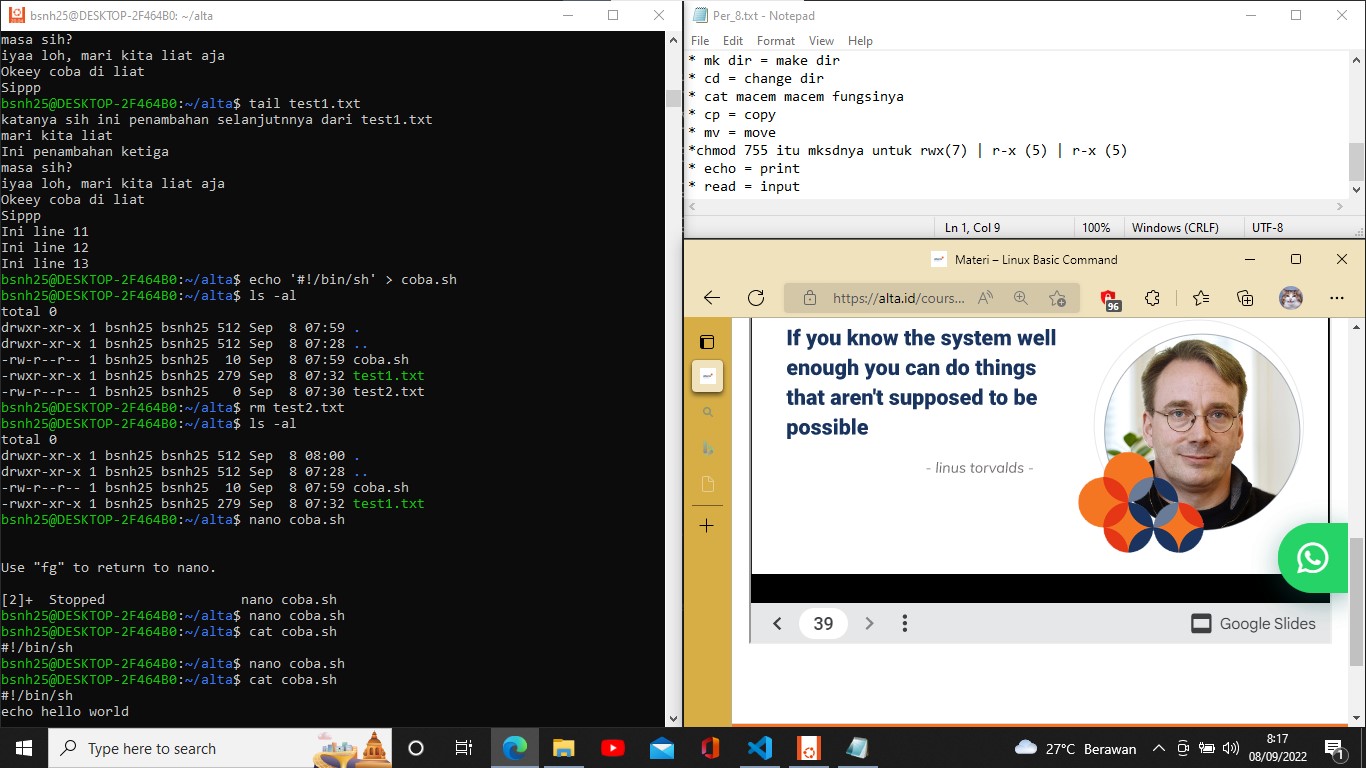 bsnh25@DESKTOP-2F464B0: ~/alta
masa sih?
iyaa loh, mari kita liat aja
Okeey coba di liat
Sippp
bsnh25@DESKTOP-2F464B0:~/alta$ tail test1.txt
katanya sih ini penambahan selanjutnnya dari test1.txt
mari kita liat
Ini penambahan ketiga
masa sih?
iyaa loh, mari kita liat aja
Okeey coba di liat
Sippp
Ini line 11
Ini line 12
Ini line 13
bsnh25@DESKTOP-2F464B0:~/alta$ echo '#!/bin/sh' > coba.sh
bsnh25@DESKTOP-2F464B0:~/alta$ ls -al
total 0
drwxr-xr-x 1 bsnh25 bsnh25 512 Sep  8 07:59 .
drwxr-xr-x 1 bsnh25 bsnh25 512 Sep  8 07:28 ..
-rw-r--r-- 1 bsnh25 bsnh25  10 Sep  8 07:59 coba.sh
-rwxr-xr-x 1 bsnh25 bsnh25 279 Sep  8 07:32 test1.txt
-rw-r--r-- 1 bsnh25 bsnh25   0 Sep  8 07:30 test2.txt
bsnh25@DESKTOP-2F464B0:~/alta$ rm test2.txt
bsnh25@DESKTOP-2F464B0:~/alta$ ls -al
total 0
drwxr-xr-x 1 bsnh25 bsnh25 512 Sep  8 08:00 .
drwxr-xr-x 1 bsnh25 bsnh25 512 Sep  8 07:28 ..
-rw-r--r-- 1 bsnh25 bsnh25  10 Sep  8 07:59 coba.sh
-rwxr-xr-x 1 bsnh25 bsnh25 279 Sep  8 07:32 test1.txt
bsnh25@DESKTOP-2F464B0:~/alta$ nano coba.sh
Use "fg" to return to nano.
[2]+  Stopped                 nano coba.sh
bsnh25@DESKTOP-2F464B0:~/alta$ nano coba.sh
bsnh25@DESKTOP-2F464B0:~/alta$ cat coba.sh
#!/bin/sh
bsnh25@DESKTOP-2F464B0:~/alta$ nano coba.sh
bsnh25@DESKTOP-2F464B0:~/alta$ cat coba.sh
#!/bin/sh
echo hello world
Per_8.txt - Notepad
File Edit Format View Help
* mk dir = make dir
* cd = change dir
* cat macem macem fungsinya
* cp = copy
* mv = move
*chmod 755 itu mksdnya untuk rwx(7) | r-x (5) | r-x (5)
* echo = print
* read = input
Ln 1, Col 9 100% Windows (CRLF) UTF-8
Materi – Linux Basic Command
https://alta.id/cours...
96
If you know the system well
enough you can do things
that aren't supposed to be
possible
- linus torvalds -
39
Google Slides
Type here to search
27°C Berawan
8:17
08/09/2022
1